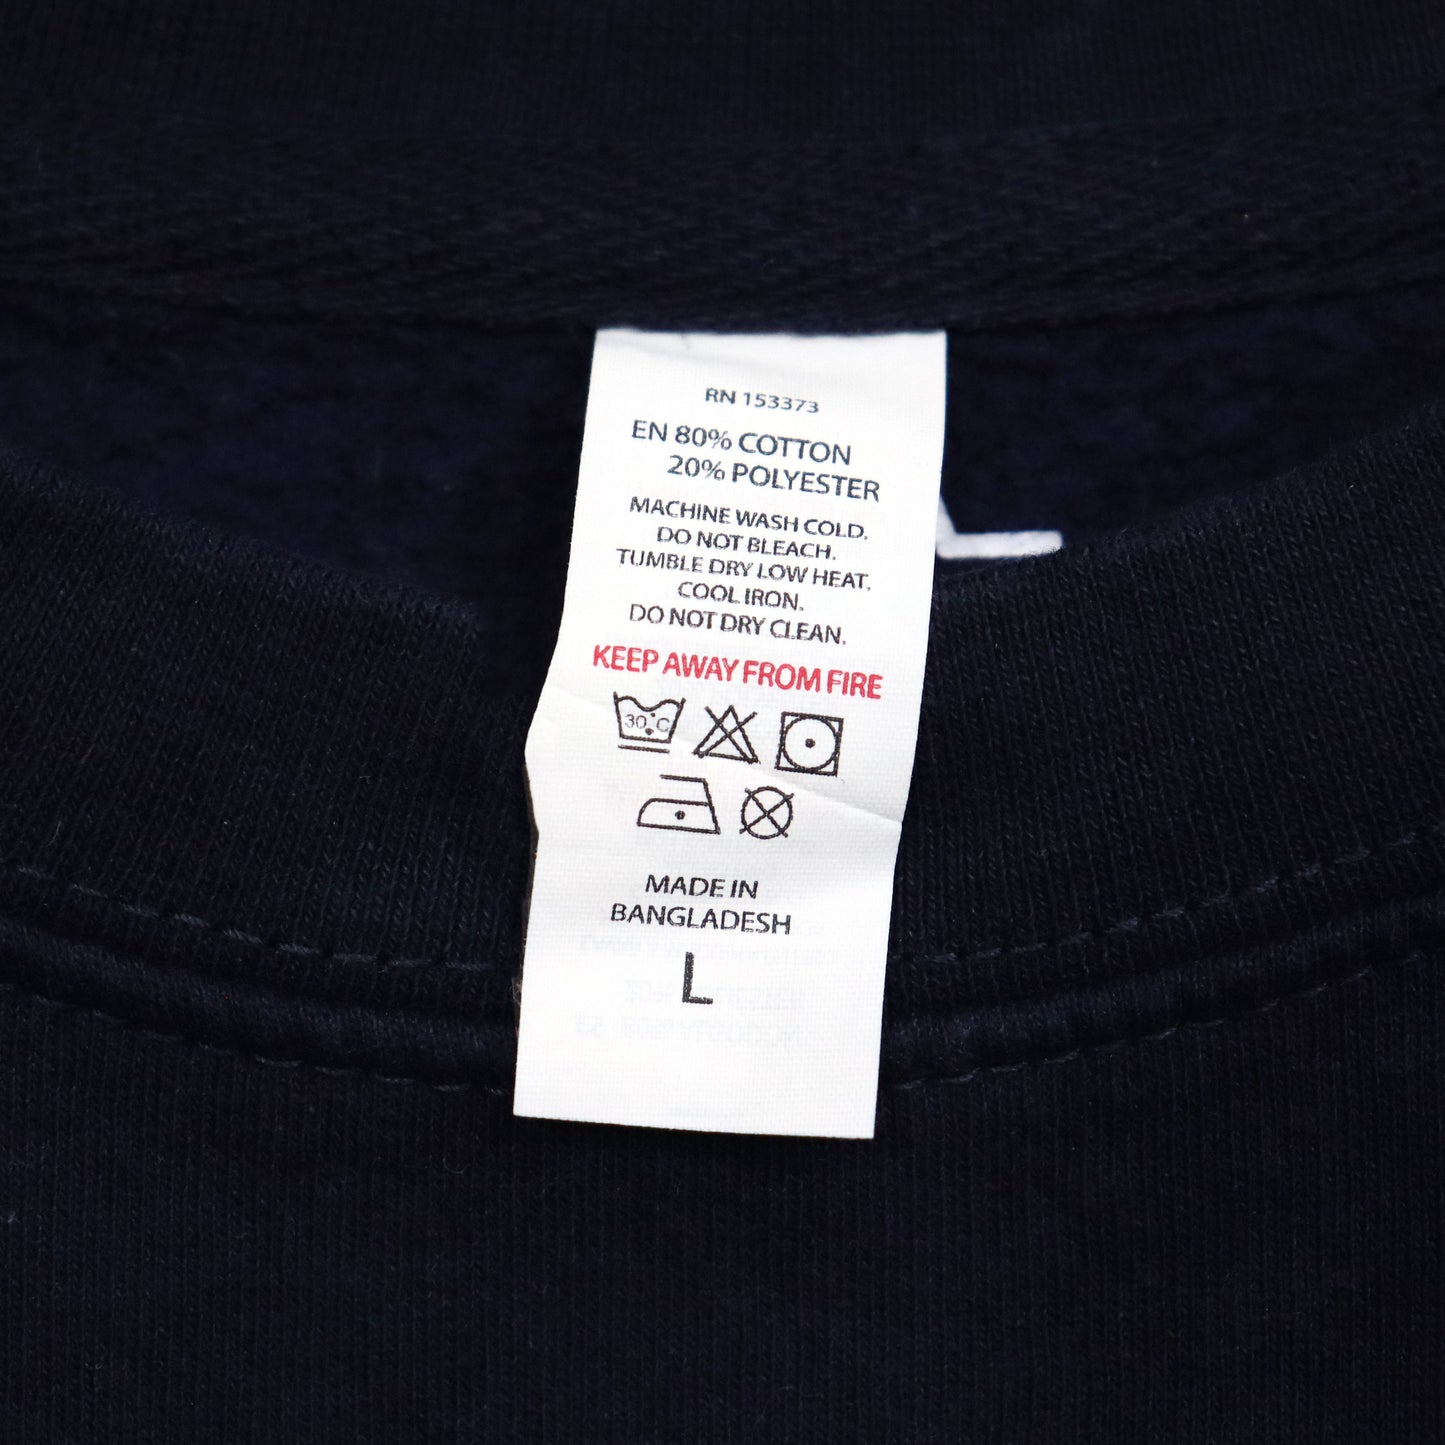 RN 153373
EN 80% COTTON
20% POLYESTER
MACHINE WASH COLD.
DO NOT BLEACH.
TUMBLE DRY LOW HEAT.
COOL IRON.
DO NOT DRY CLEAN.
KEEP AWAY FROM FIRE
30°C
MADE IN
BANGLADESH
L